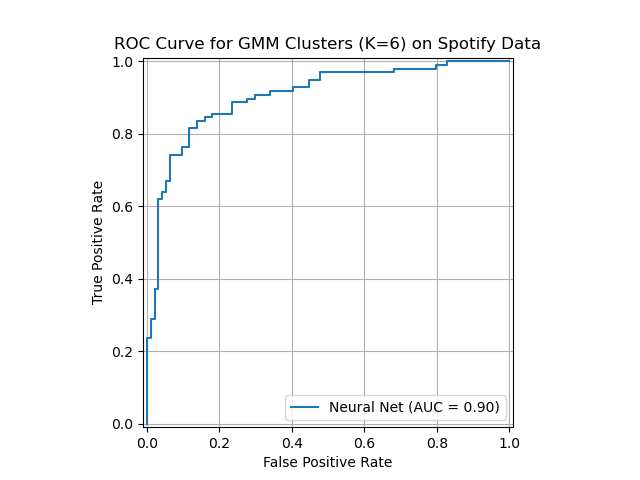 ROC Curve for GMM Clusters (K=6) on Spotify Data
1.0
0.8
0.6
0.4
0.2
0.0
True Positive Rate
Neural Net (AUC = 0.90)
0.0 0.2 0.4 0.6 0.8 1.0
False Positive Rate